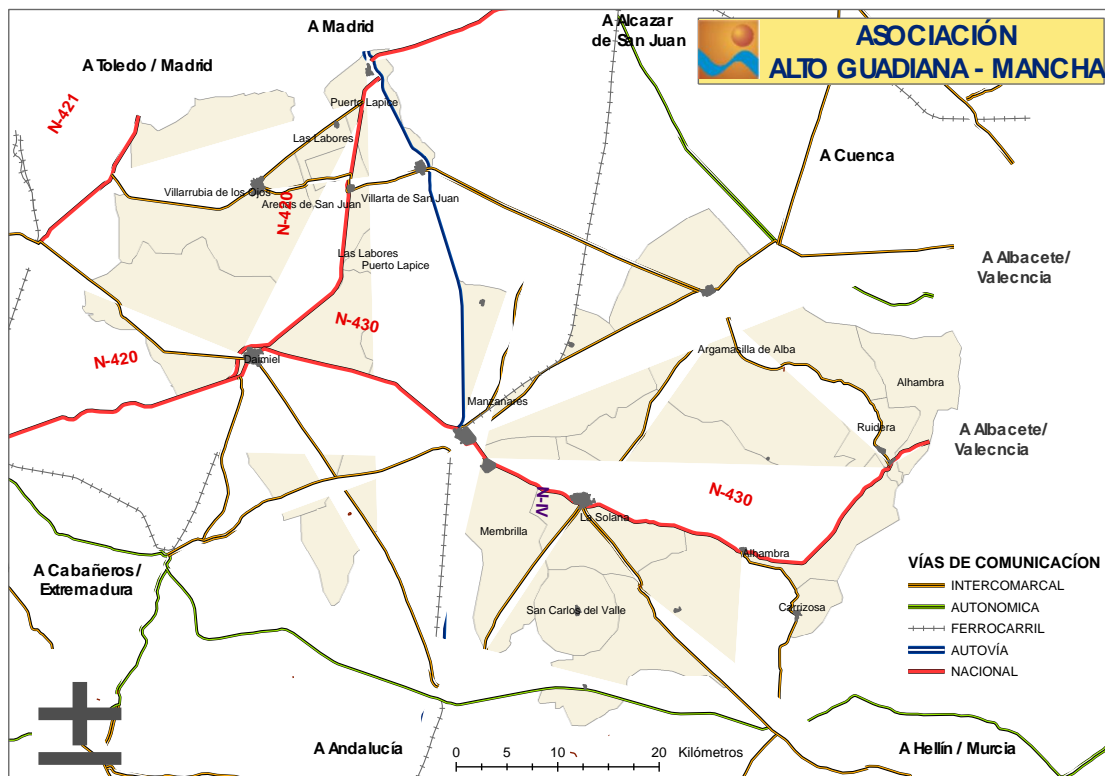 A Madrid
A Alcazar
de San Juan
ASOCIACIÓN
ALTO GUADIANA - MANCHA
A Toledo / Madrid
N-421
Puerto Lapice
Las Labores
A Cuenca
Villarrubia de los Ojos
Arenas de San Juan
Villarta de San Juan
N-420
Las Labores
Puerto Lapice
A Albacete/
Valecncia
N-430
N-420
Daimiel
Argamasilla de Alba
Alhambra
Manzanares
Ruidera
A Albacete/
Valecncia
N-IV
N-430
La Solana
Membrilla
Alhambra
A Cabañeros/
Extremadura
San Carlos del Valle
Carrizosa
VÍAS DE COMUNICACÍON
INTERCOMARCAL
AUTONOMICA
FERROCARRIL
AUTOVÍA
NACIONAL
A Andalucía
0 5 10 20 Kilómetros
A Hellín / Murcia